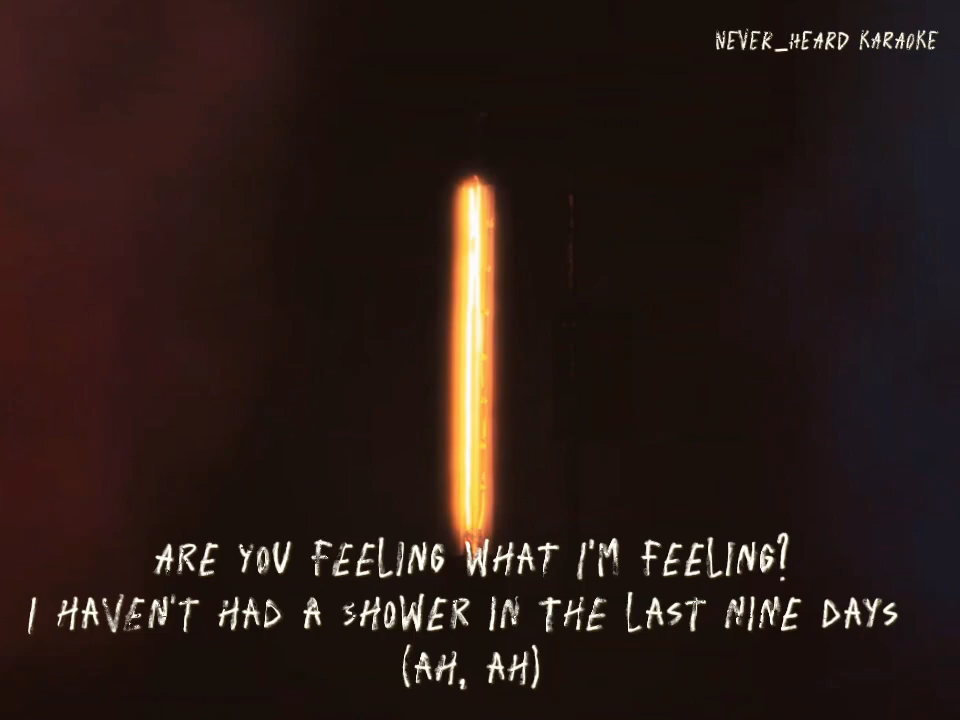 NEVER_HEARD KARAOKE
ARE YOU FEELING WHAT I'M FEELING?
I HAVEN'T HAD A SHOWER IN THE LAST NINE DAYS
(AH, AH)